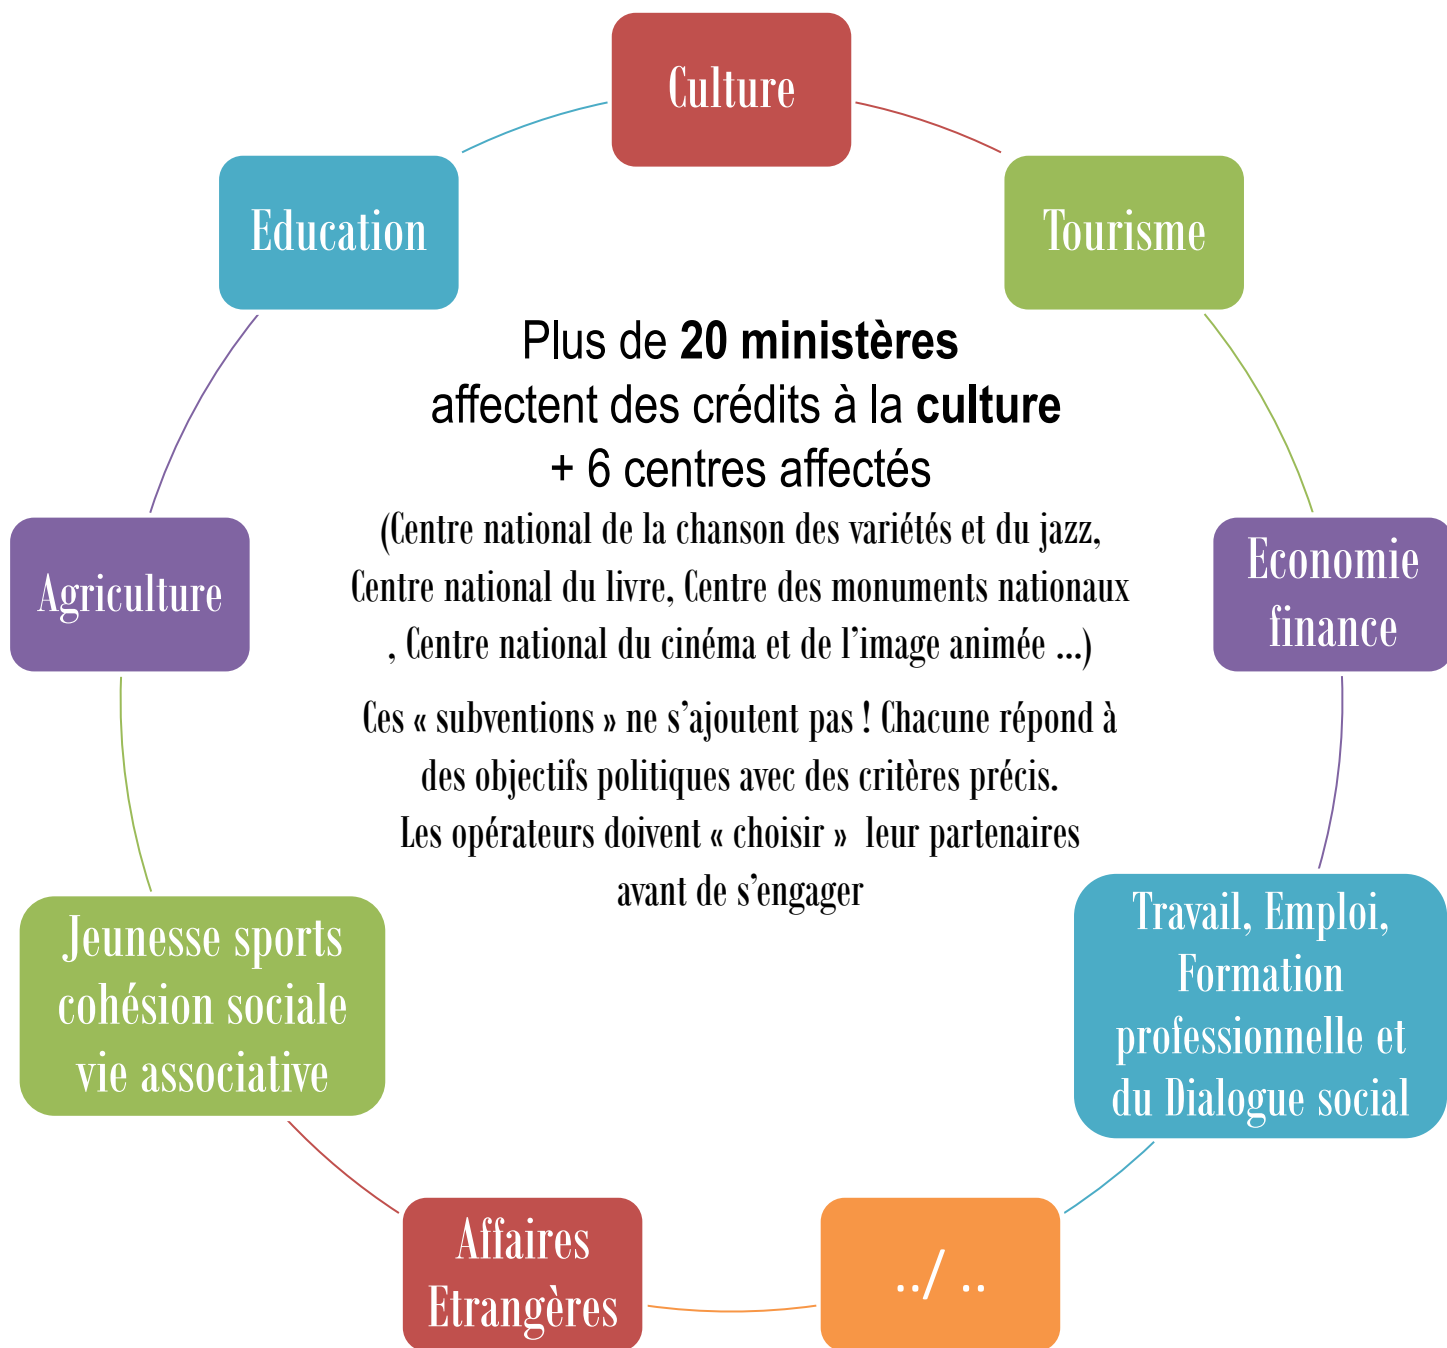 Culture
Education
Tourisme
Plus de 20 ministères
affectent des crédits à la culture
+ 6 centres affectés
(Centre national de la chanson des variétés et du jazz,
Centre national du livre, Centre des monuments nationaux
, Centre national du cinéma et de l’image animée ...)
Agriculture
Economie
finance
Ces « subventions » ne s’ajoutent pas ! Chacune répond à
des objectifs politiques avec des critères précis.
Les opérateurs doivent « choisir » leur partenaires
avant de s’engager
Jeunesse sports
cohésion sociale
vie associative
Travail, Emploi,
Formation
professionnelle et
du Dialogue social
Affaires
Etrangères
../ ..